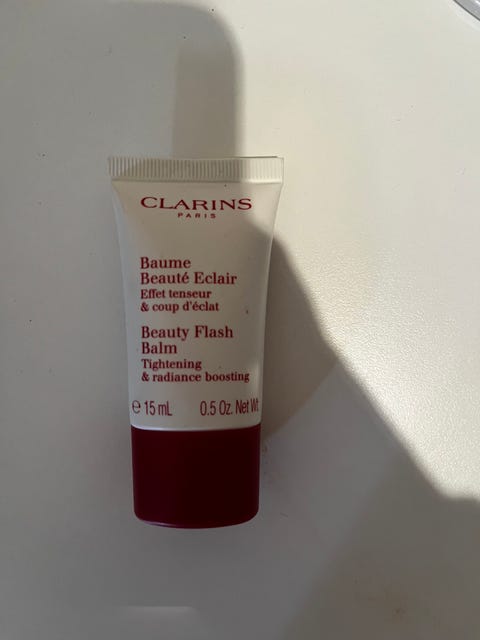 CLARINS
PARIS
Baume
Beauté Eclair
Effet tenseur
& coup d'éclat
Beauty Flash
Balm
Tightening
& radiance boosting
℮ 15 mL 0.5 Oz. Net Wt